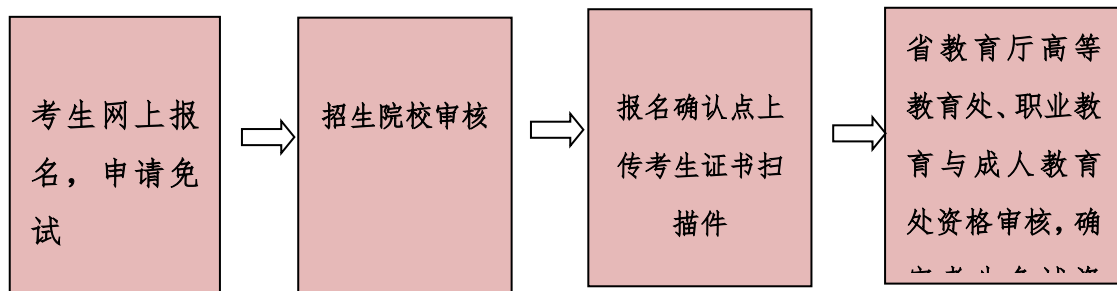 考生网上报
名，申请免
试
招生院校审核
报名确认点上
传考生证书扫
描件
省教育厅高等
教育处、职业教
育与成人教育
处资格审核，确